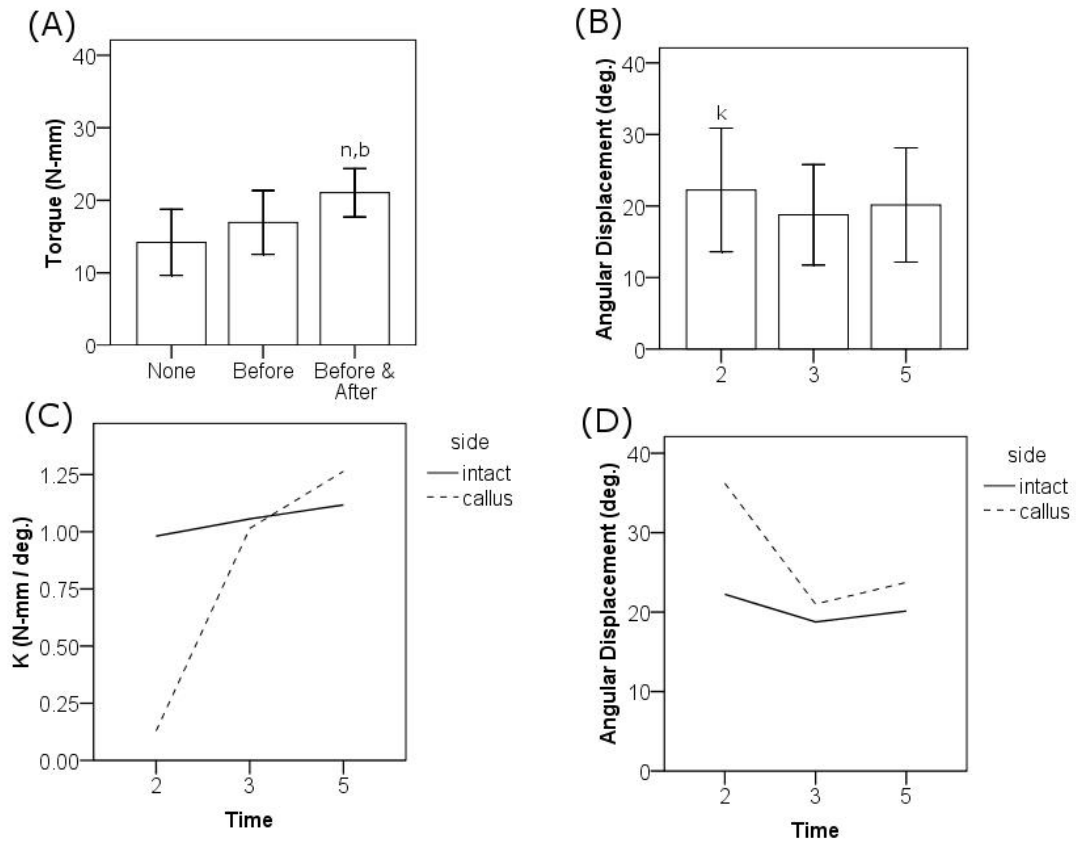 (A)
Torque (N-mm)
40
30
20
10
0
n,b
None
Before
Before &
After
(B)
Angular Displacement (deg.)
40
30
20
10
0
k
2
3
5
(C)
K (N-mm / deg.)
1.25
1.00
0.75
0.50
0.25
0.00
2
3
5
Time
side
intact
callus
(D)
Angular Displacement (deg.)
40
30
20
10
0
2
3
5
Time
side
intact
callus